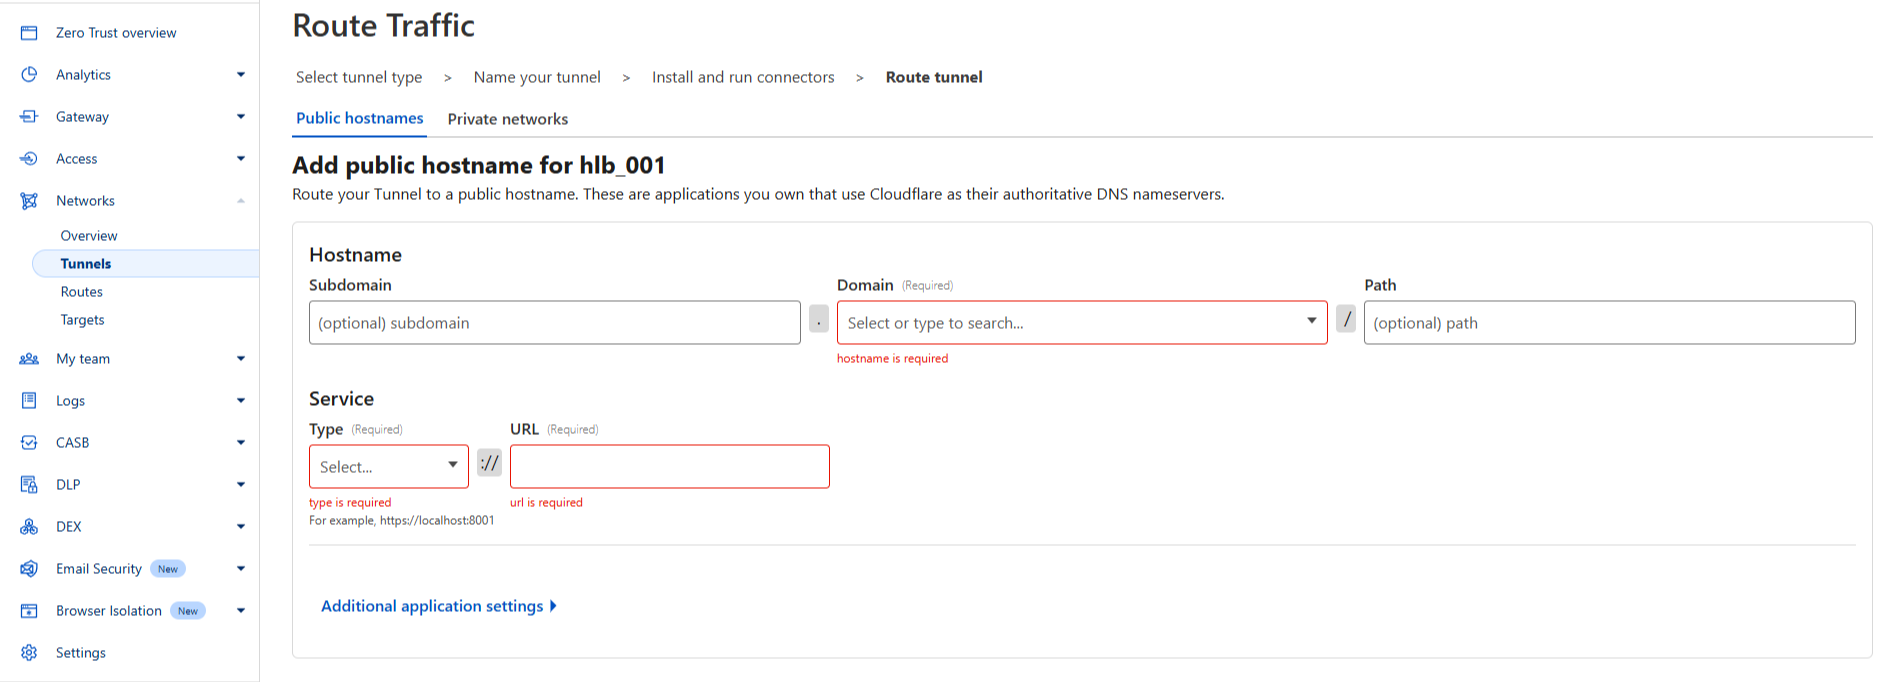 Zero Trust overview
Analytics
Gateway
Access
Networks
Overview
Tunnels
Routes
Targets
My team
Logs
CASB
DLP
DEX
Email Security New
Browser Isolation New
Settings
Route Traffic
Select tunnel type > Name your tunnel > Install and run connectors > Route tunnel
Public hostnames Private networks
Add public hostname for hlb_001
Route your Tunnel to a public hostname. These are applications you own that use Cloudflare as their authoritative DNS nameservers.
Hostname
Subdomain Domain (Required) Path
(optional) subdomain . Select or type to search... / (optional) path
hostname is required
Service
Type (Required) URL (Required)
Select... ://
type is required url is required
For example, https://localhost:8001
Additional application settings